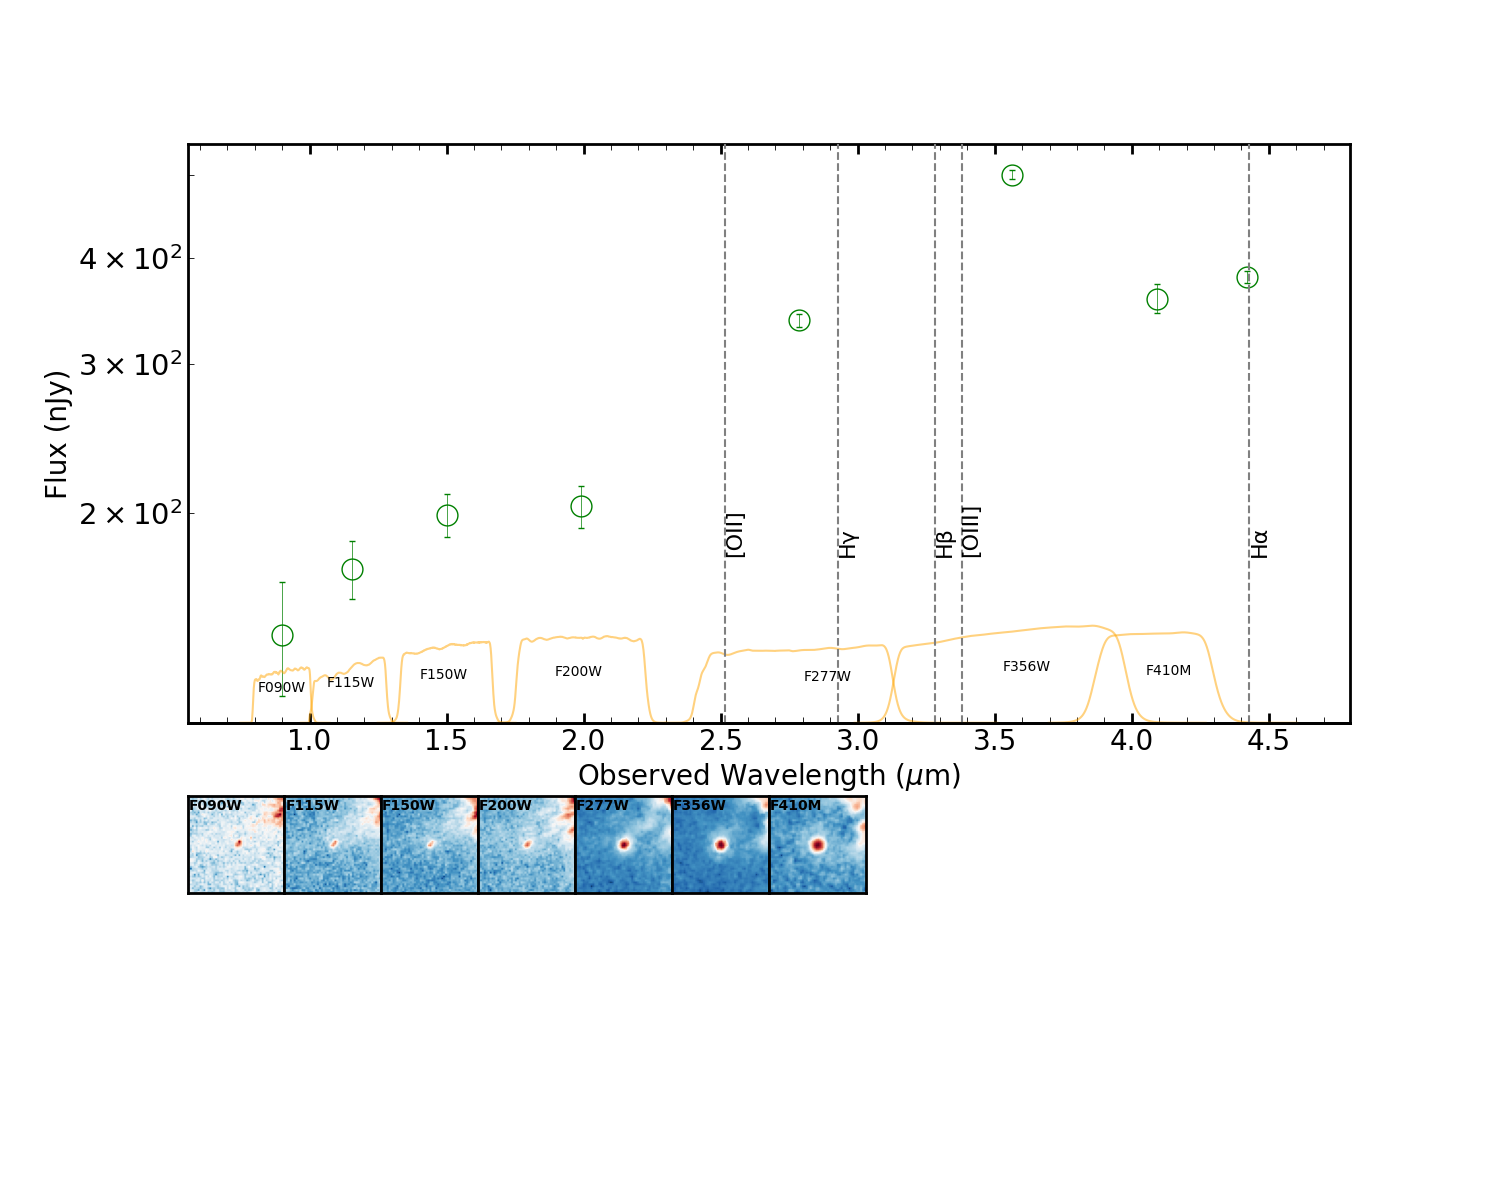 4 × 10²
3 × 10²
2 × 10²
Flux (nJy)
[OII]
Hγ
Hβ
[OIII]
Hα
F090W
F115W
F150W
F200W
F277W
F356W
F410M
1.0 1.5 2.0 2.5 3.0 3.5 4.0 4.5
Observed Wavelength (μm)
F090W F115W F150W F200W F277W F356W F410M